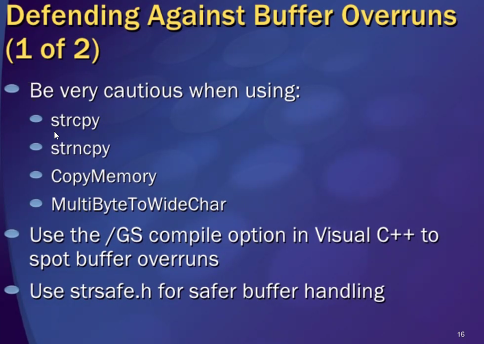 Defending Against Buffer Overruns
(1 of 2)
Be very cautious when using:
strcpy
strncpy
CopyMemory
MultiByteToWideChar
Use the /GS compile option in Visual C++ to
spot buffer overruns
Use strsafe.h for safer buffer handling
16